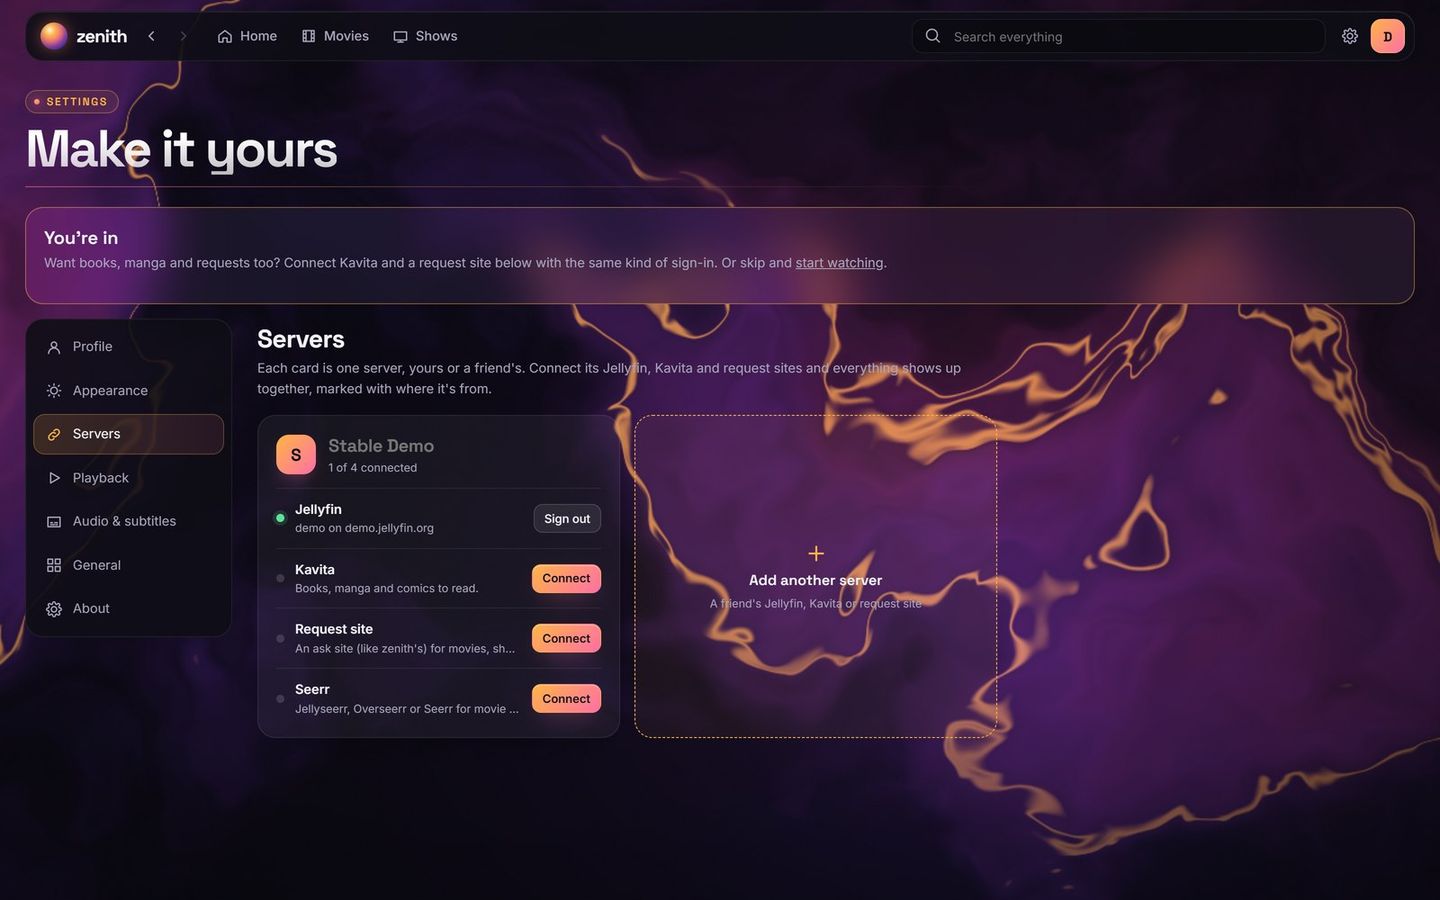 zenith
Home
Movies
Shows
Search everything
D
SETTINGS
Make it yours
You're in
Want books, manga and requests too? Connect Kavita and a request site below with the same kind of sign-in. Or skip and start watching.
Profile
Appearance
Servers
Playback
Audio & subtitles
General
About
Servers
Each card is one server, yours or a friend's. Connect its Jellyfin, Kavita and request sites and everything shows up
together, marked with where it's from.
S
Stable Demo
1 of 4 connected
Jellyfin
demo on demo.jellyfin.org
Sign out
Kavita
Books, manga and comics to read.
Connect
Request site
An ask site (like zenith's) for movies, sh...
Connect
Seerr
Jellyseerr, Overseerr or Seerr for movie ...
Connect
Add another server
A friend's Jellyfin, Kavita or request site